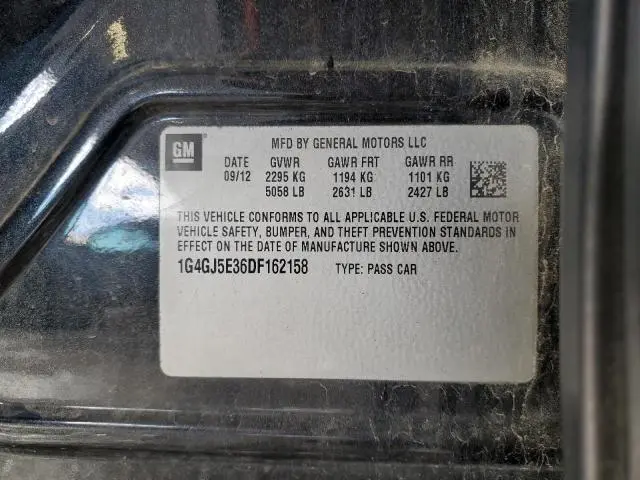 GM
MFD BY GENERAL MOTORS LLC
DATE GVWR GAWR FRT GAWR RR
09/12 2295 KG 1194 KG 1101 KG
5058 LB 2631 LB 2427 LB
THIS VEHICLE CONFORMS TO ALL APPLICABLE U.S. FEDERAL MOTOR
VEHICLE SAFETY, BUMPER, AND THEFT PREVENTION STANDARDS IN
EFFECT ON THE DATE OF MANUFACTURE SHOWN ABOVE.
1G4GJ5E36DF162158 TYPE: PASS CAR